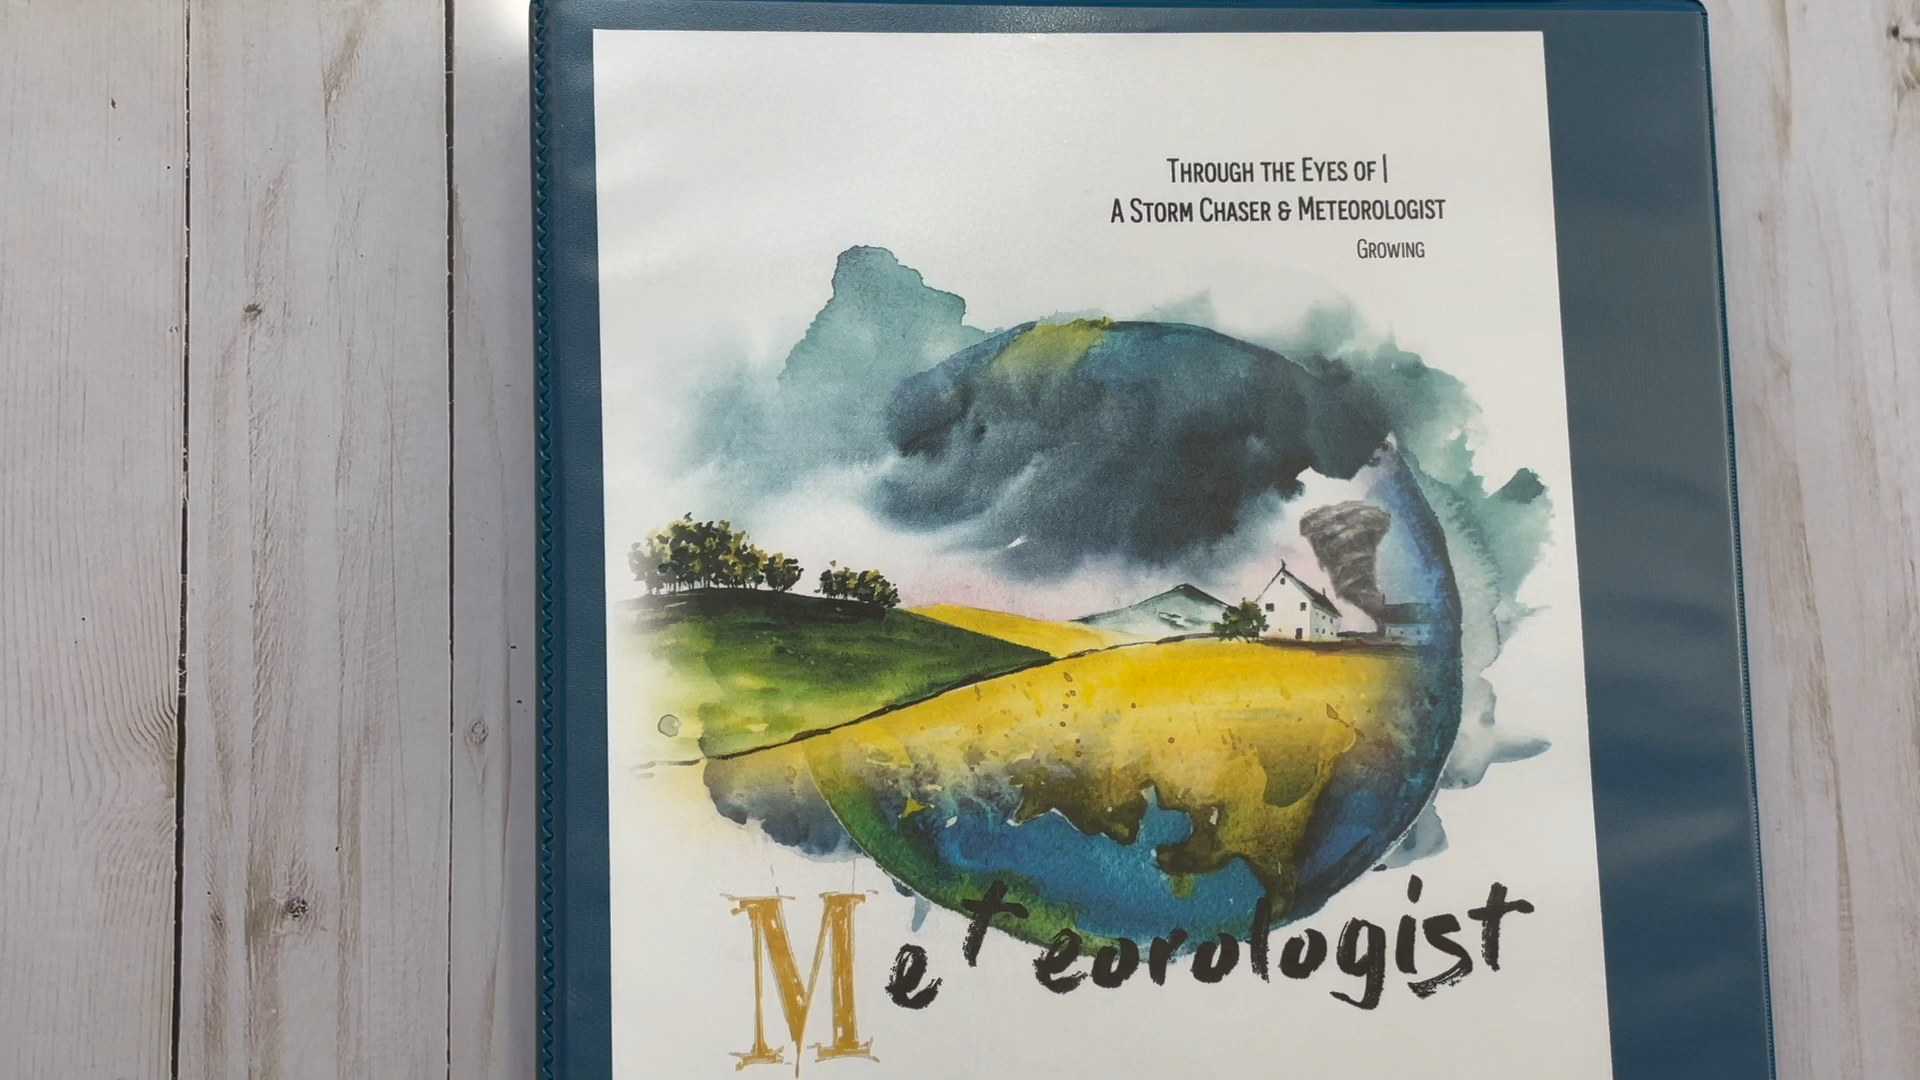 Through the Eyes of |
A Storm Chaser & Meteorologist
Growing
Meteorologist